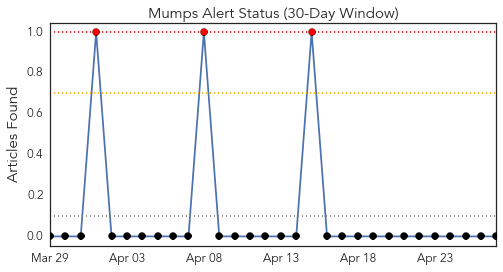 Mumps Alert Status (30-Day Window)
1.0
0.8
0.6
0.4
0.2
0.0
Articles Found
Mar 29 Apr 03 Apr 08 Apr 13 Apr 18 Apr 23